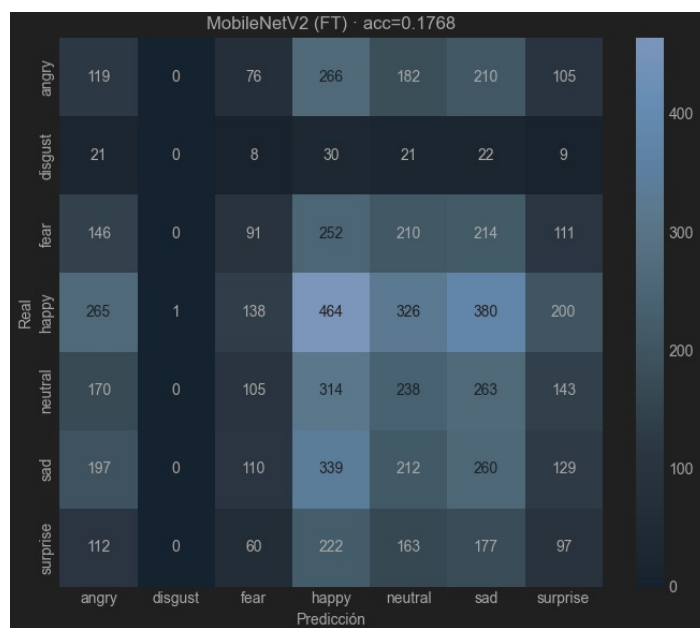 MobileNetV2 (FT) · acc=0.1768
angry 119 0 76 266 182 210 105
disgust 21 0 8 30 21 22 9
fear 146 0 91 252 210 214 111
happy 265 1 138 464 326 380 200
neutral 170 0 105 314 238 263 143
sad 197 0 110 339 212 260 129
surprise 112 0 60 222 163 177 97
angry disgust fear happy neutral sad surprise
Real
Predicción
400
300
200
100
0